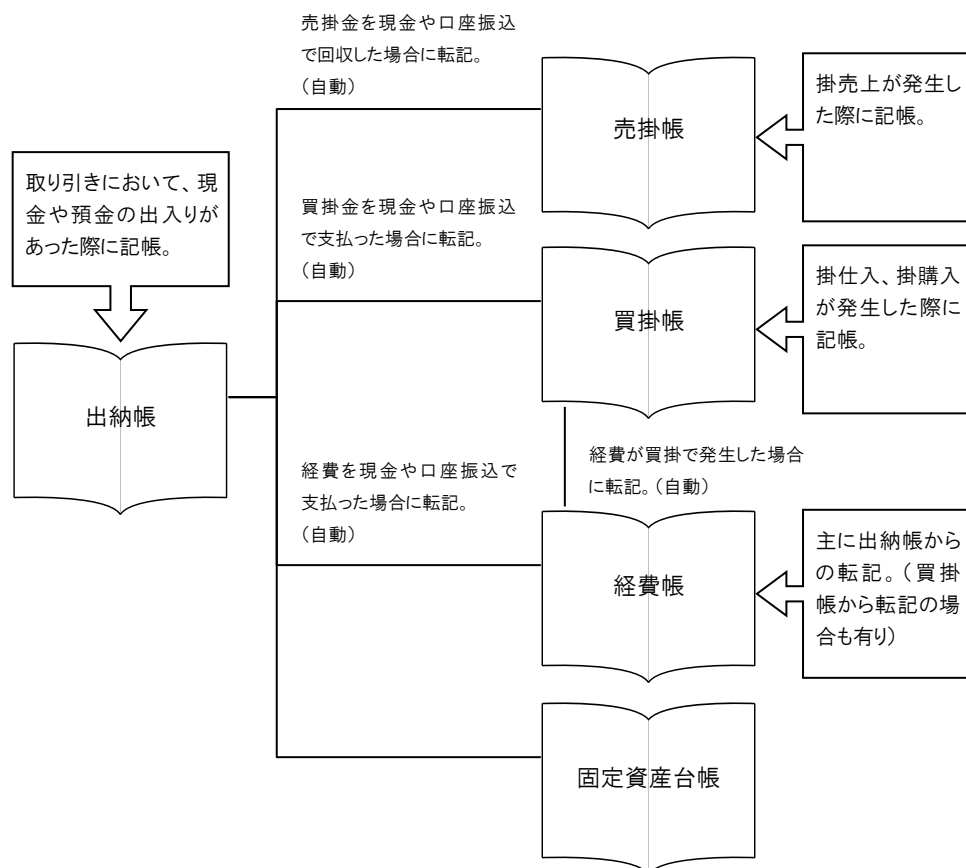 売掛金を現金や口座振込
で回収した場合に転記。
（自動）
売掛帳
掛売上が発生し
た際に記帳。
取り引きにおいて、現
金や預金の出入りが
あった際に記帳。
買掛金を現金や口座振込
で支払った場合に転記。
（自動）
買掛帳
掛仕入、掛購入
が発生した際に
記帳。
出納帳
経費を現金や口座振込で
支払った場合に転記。
（自動）
経費が買掛で発生した場合
に転記。（自動）
経費帳
主に出納帳から
の転記。（買掛
帳から転記の場
合も有り）
固定資産台帳